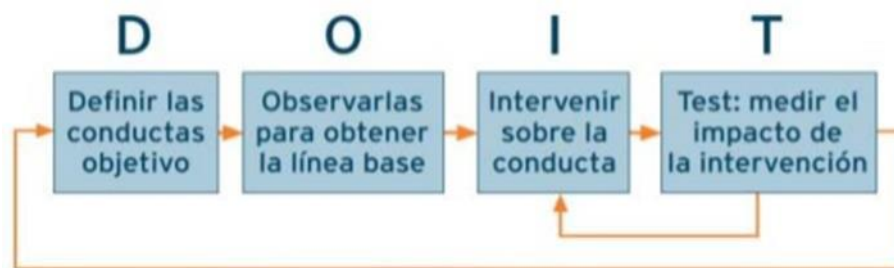 D O I T
Definir las
conductas
objetivo
Observarlas
para obtener
la línea base
Intervenir
sobre la
conducta
Test: medir el
impacto de
la intervención